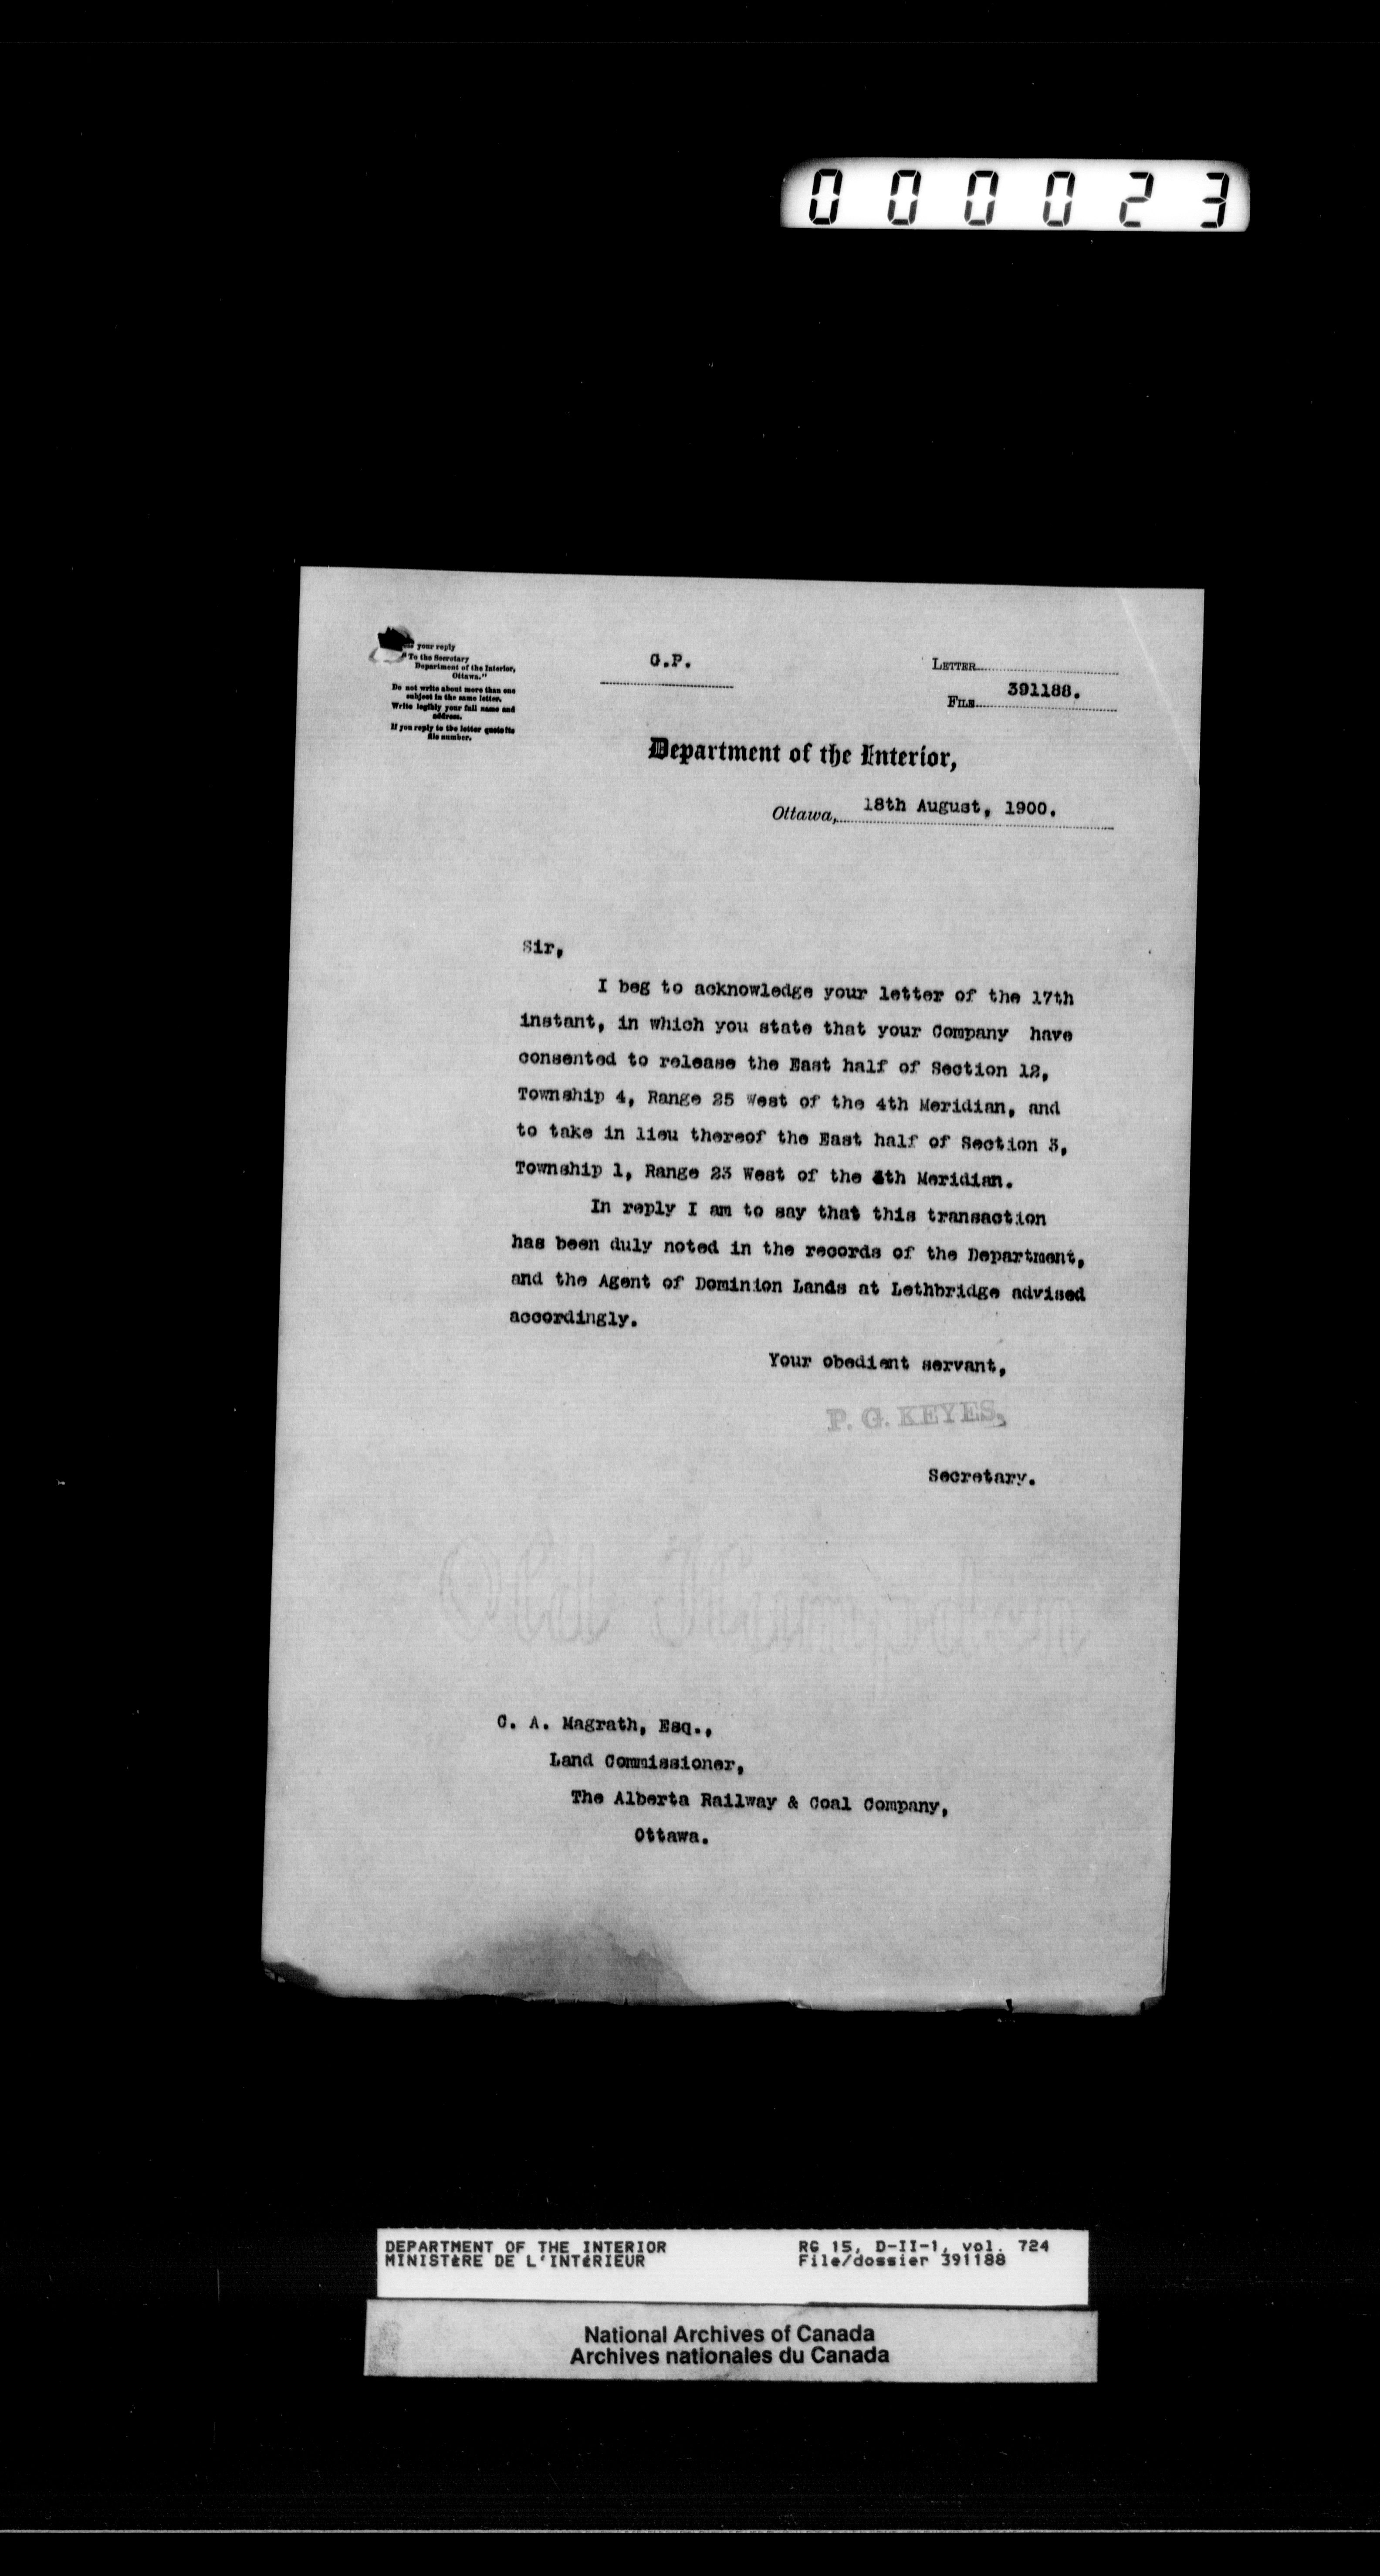 000023
your reply
"To the Secretary
Department of the Interior,
Ottawa."
Do not write about more than one
subject in the same letter.
Write legibly your full name and
address.
If you reply to the letter quote its
file number.
G.P.
LETTER
FILE 391188.
Department of the Interior,
Ottawa, 18th August, 1900.
Sir,
I beg to acknowledge your letter of the 17th
instant, in which you state that your Company have
consented to release the East half of Section 12,
Township 4, Range 25 West of the 4th Meridian, and
to take in lieu thereof the East half of Section 3,
Township 1, Range 23 West of the 4th Meridian.
In reply I am to say that this transaction
has been duly noted in the records of the Department,
and the Agent of Dominion Lands at Lethbridge advised
accordingly.
Your obedient servant,
P. G. KEYES,
Secretary.
Old Hampden
C. A. Magrath, Esq.,
Land Commissioner,
The Alberta Railway & Coal Company,
Ottawa.
DEPARTMENT OF THE INTERIOR
MINISTÈRE DE L'INTÉRIEUR
RG 15, D-II-1, vol. 724
File/dossier 391188
National Archives of Canada
Archives nationales du Canada